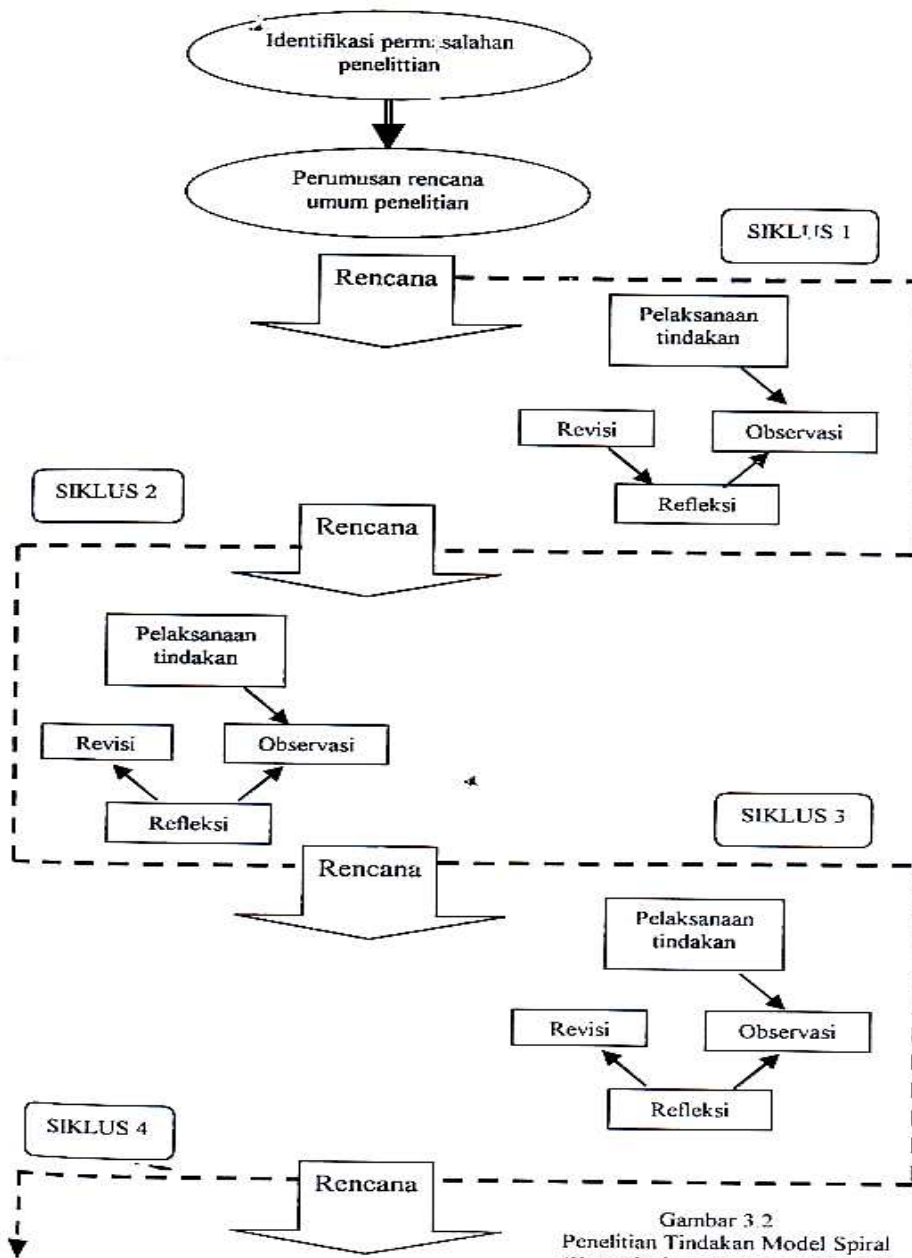 Identifikasi permasalahan
penelittian
Perumusan rencana
umum penelitian
SIKLUS 1
Rencana
Pelaksanaan
tindakan
Revisi
Observasi
Refleksi
SIKLUS 2
Rencana
Pelaksanaan
tindakan
Revisi
Observasi
Refleksi
SIKLUS 3
Rencana
Pelaksanaan
tindakan
Revisi
Observasi
Refleksi
SIKLUS 4
Rencana
Gambar 3.2
Penelitian Tindakan Model Spiral